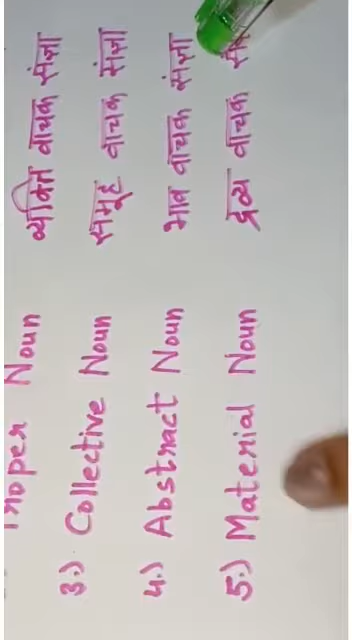 Proper Noun व्यक्ति वाचक संज्ञा
3.) Collective Noun समूह वाचक संज्ञा
4.) Abstract Noun भाव वाचक संज्ञा
5.) Material Noun द्रव्य वाचक